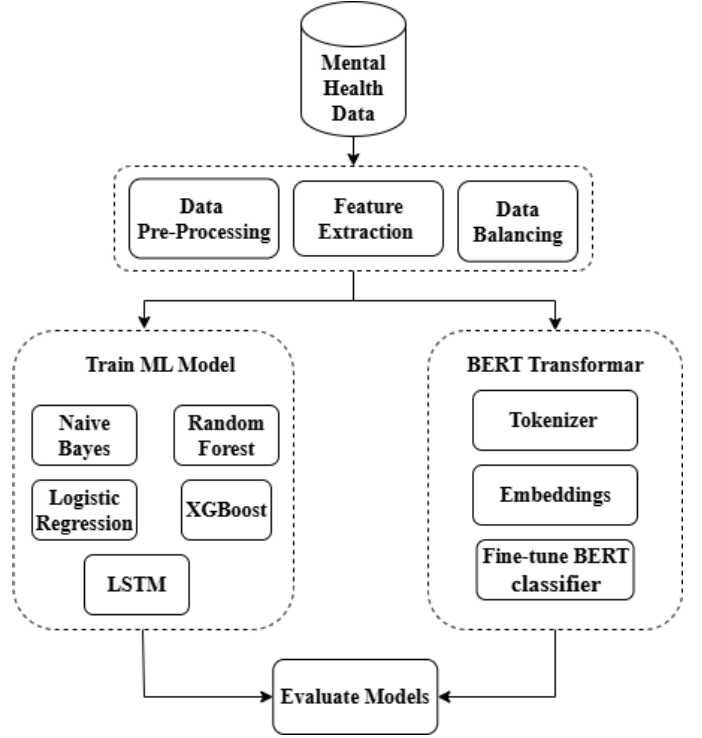 Mental
Health
Data
Data
Pre-Processing
Feature
Extraction
Data
Balancing
Train ML Model
Naive
Bayes
Random
Forest
Logistic
Regression
XGBoost
LSTM
BERT Transformar
Tokenizer
Embeddings
Fine-tune BERT
classifier
Evaluate Models